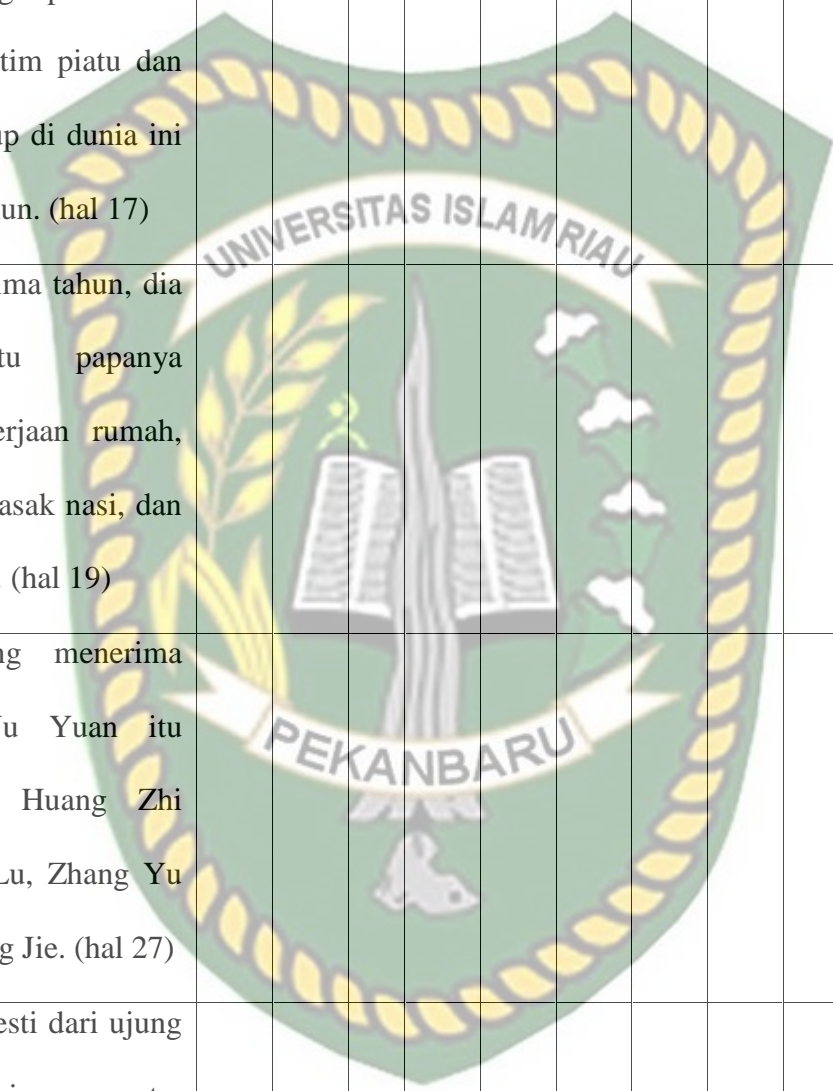 tim piatu dan
p di dunia ini
un. (hal 17)
UNIVERSITAS ISLAM RIAU
ma tahun, dia
tu papanya
erjaan rumah,
asak nasi, dan
. (hal 19)
ng menerima
Yuan itu
PEKANBARU
Huang Zhi
Lu, Zhang Yu
g Jie. (hal 27)
esti dari ujung